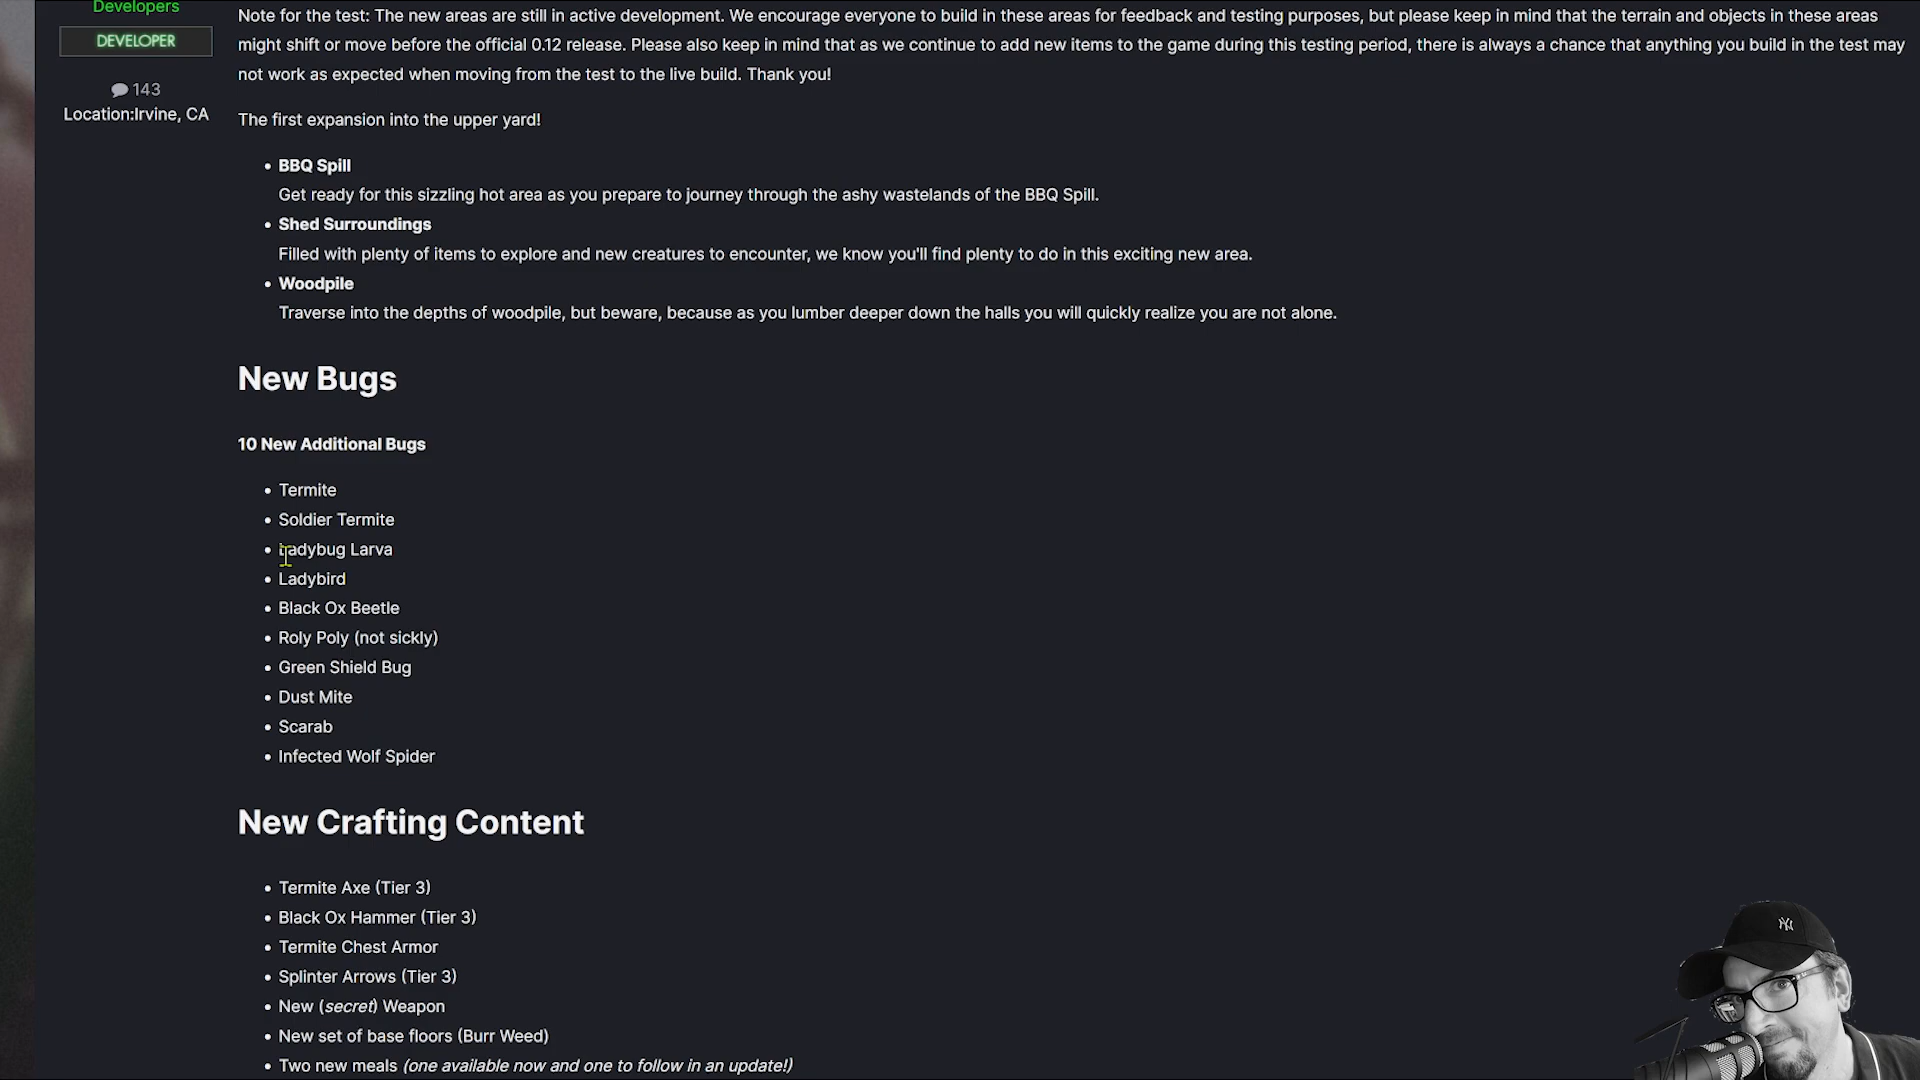 Developers
DEVELOPER
143
Location:Irvine, CA
Note for the test: The new areas are still in active development. We encourage everyone to build in these areas for feedback and testing purposes, but please keep in mind that the terrain and objects in these areas
might shift or move before the official 0.12 release. Please also keep in mind that as we continue to add new items to the game during this testing period, there is always a chance that anything you build in the test may
not work as expected when moving from the test to the live build. Thank you!
The first expansion into the upper yard!
• BBQ Spill
Get ready for this sizzling hot area as you prepare to journey through the ashy wastelands of the BBQ Spill.
• Shed Surroundings
Filled with plenty of items to explore and new creatures to encounter, we know you'll find plenty to do in this exciting new area.
• Woodpile
Traverse into the depths of woodpile, but beware, because as you lumber deeper down the halls you will quickly realize you are not alone.
New Bugs
10 New Additional Bugs
• Termite
• Soldier Termite
• Ladybug Larva
• Ladybird
• Black Ox Beetle
• Roly Poly (not sickly)
• Green Shield Bug
• Dust Mite
• Scarab
• Infected Wolf Spider
New Crafting Content
• Termite Axe (Tier 3)
• Black Ox Hammer (Tier 3)
• Termite Chest Armor
• Splinter Arrows (Tier 3)
• New (secret) Weapon
• New set of base floors (Burr Weed)
• Two new meals (one available now and one to follow in an update!)
NY